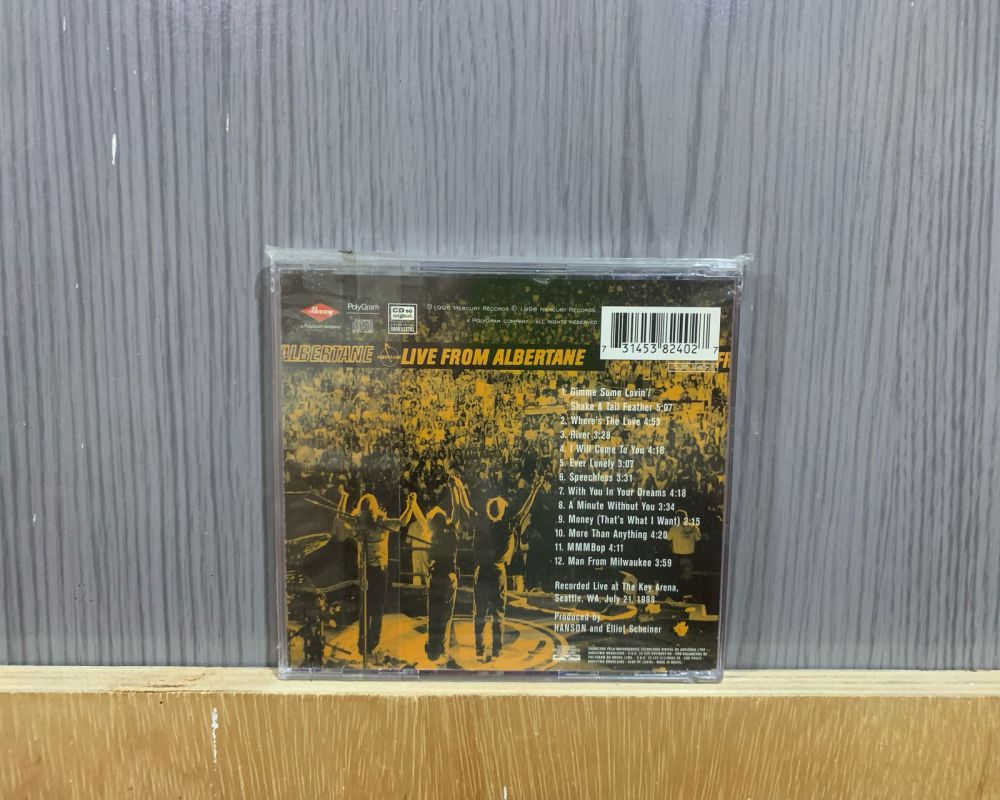 Mercury
a PolyGram company
PolyGram
CD só
original.
℗1998 Mercury Records © 1998 Mercury Records,
a PolyGram company, all rights reserved
7 31453 82402 7
ALBERTANE
ALBERTANE
LIVE FROM ALBERTANE
FR
1. Gimme Some Lovin'/
Shake A Tail Feather 5:07
2. Where's The Love 4:53
3. River 3:28
4. I Will Come To You 4:18
5. Ever Lonely 3:07
6. Speechless 3:31
7. With You In Your Dreams 4:18
8. A Minute Without You 3:34
9. Money (That's What I Want) 3:15
10. More Than Anything 4:20
11. MMMBop 4:11
12. Man From Milwaukee 3:59
Recorded Live at The Key Arena,
Seattle, WA, July 21, 1998
Produced by
HANSON and Elliot Scheiner